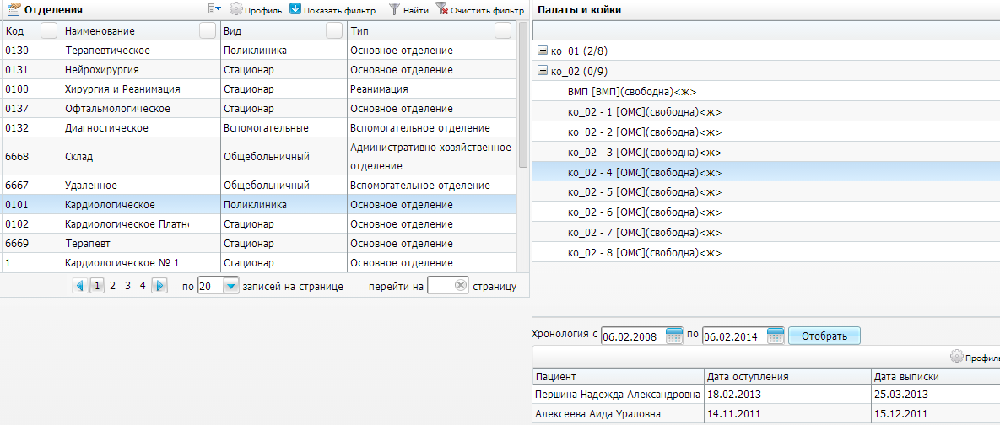 Отделения
Профиль Показать фильтр Найти Очистить фильтр
Код Наименование Вид Тип
0130 Терапевтическое Поликлиника Основное отделение
0131 Нейрохирургия Стационар Основное отделение
0100 Хирургия и Реанимация Стационар Реанимация
0137 Офтальмологическое Стационар Основное отделение
0132 Диагностическое Вспомогательные Вспомогательное отделение
6668 Склад Общебольничный Административно-хозяйственное
отделение
6667 Удаленное Общебольничный Вспомогательное отделение
0101 Кардиологическое Поликлиника Основное отделение
0102 Кардиологическое Платн Стационар Основное отделение
6669 Терапевт Стационар Основное отделение
1 Кардиологическое № 1 Стационар Основное отделение
1 2 3 4 по 20 записей на странице перейти на страницу
Палаты и койки
ко_01 (2/8)
ко_02 (0/9)
ВМП [ВМП](свободна)<ж>
ко_02 - 1 [ОМС](свободна)<ж>
ко_02 - 2 [ОМС](свободна)<ж>
ко_02 - 3 [ОМС](свободна)<ж>
ко_02 - 4 [ОМС](свободна)<ж>
ко_02 - 5 [ОМС](свободна)<ж>
ко_02 - 6 [ОМС](свободна)<ж>
ко_02 - 7 [ОМС](свободна)<ж>
ко_02 - 8 [ОМС](свободна)<ж>
Хронология с 06.02.2008 по 06.02.2014 Отобрать
Профиль
Пациент Дата оступления Дата выписки
Першина Надежда Александровна 18.02.2013 25.03.2013
Алексеева Аида Ураловна 14.11.2011 15.12.2011